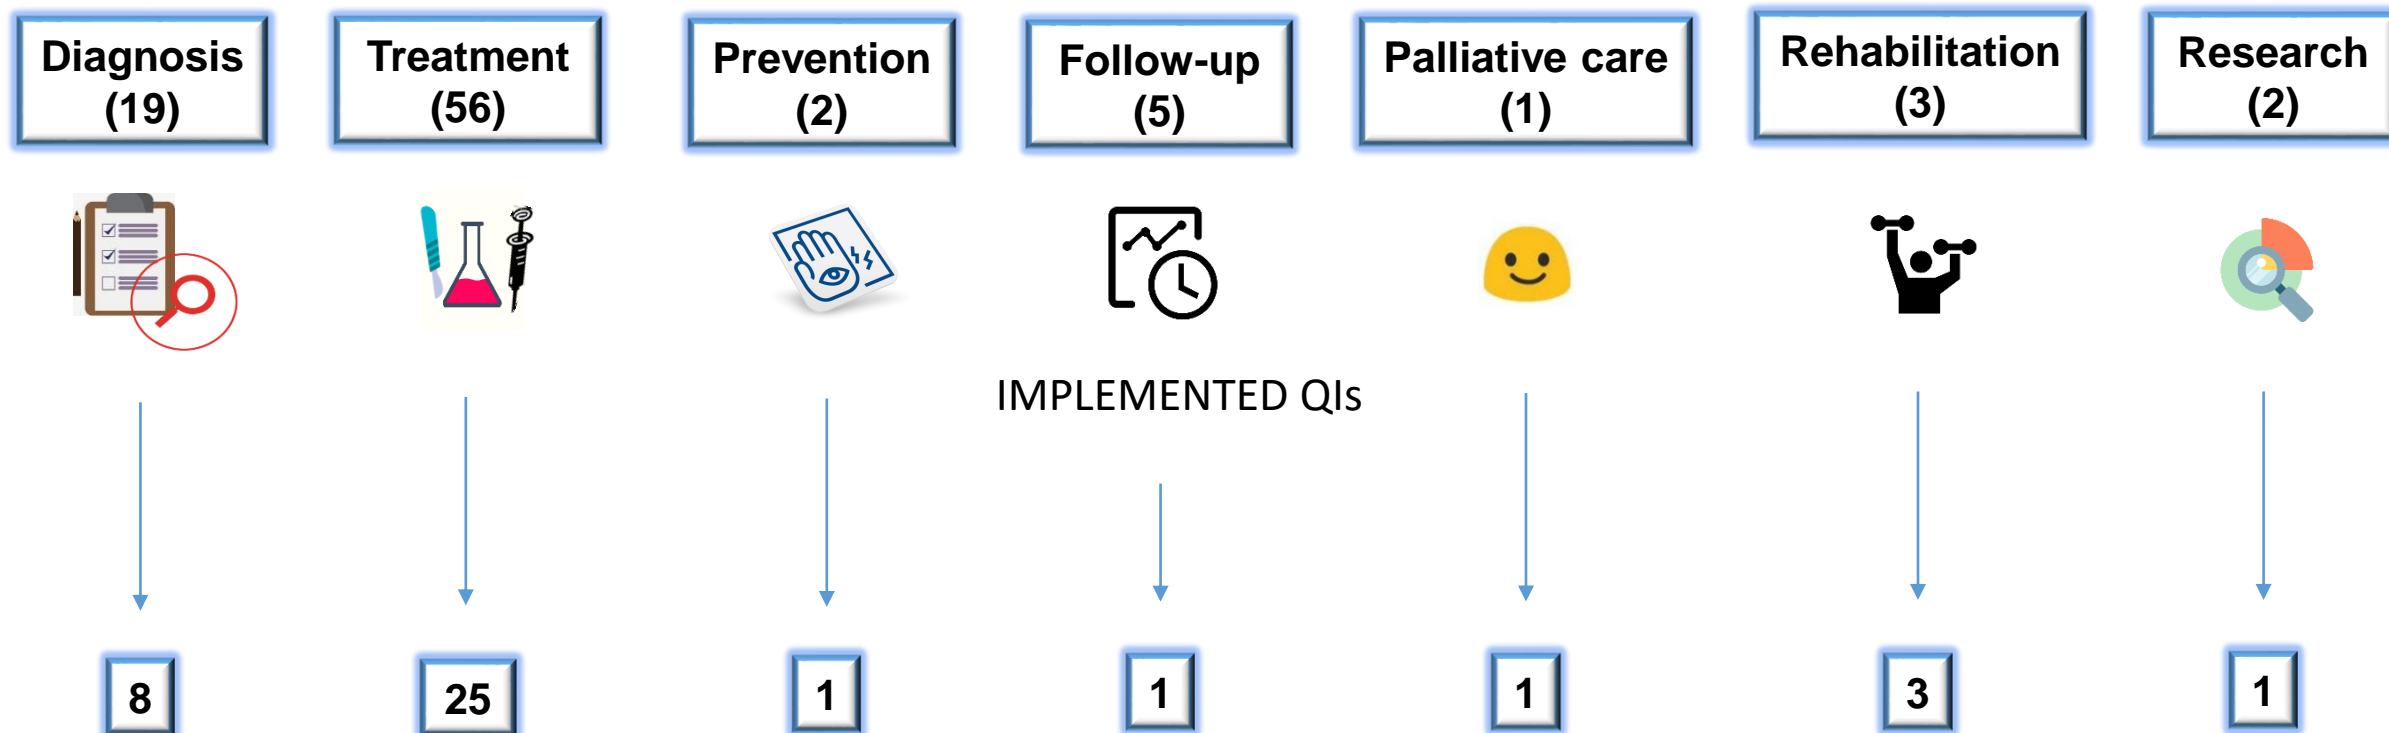 Diagnosis
(19)
Treatment
(56)
Prevention
(2)
Follow-up
(5)
Palliative care
(1)
Rehabilitation
(3)
Research
(2)
IMPLEMENTED QIs
8
25
1
1
1
3
1